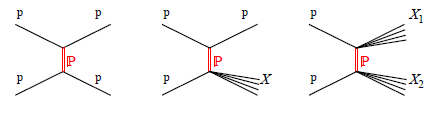 p p p p p X₁
ℙ ℙ ℙ
p p p X p X₂